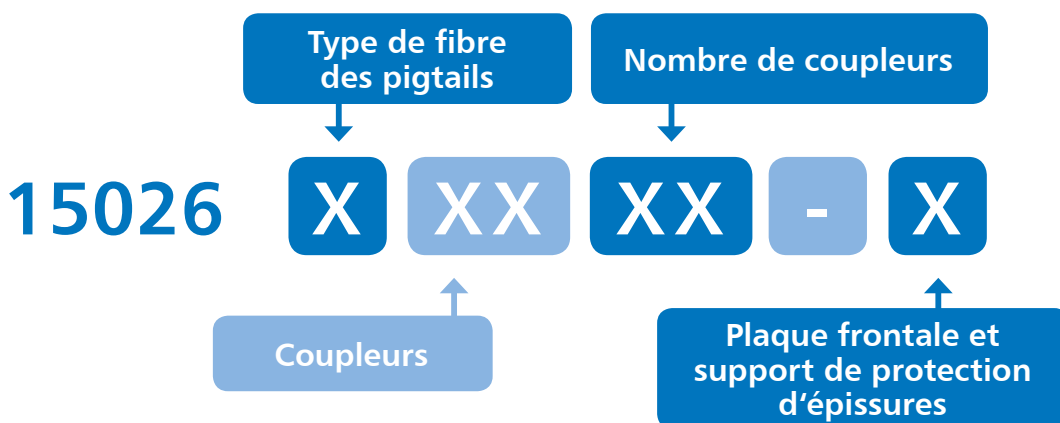 Type de fibre
des pigtails
Nombre de coupleurs
15026 X XX XX - X
Coupleurs
Plaque frontale et
support de protection
d‘épissures